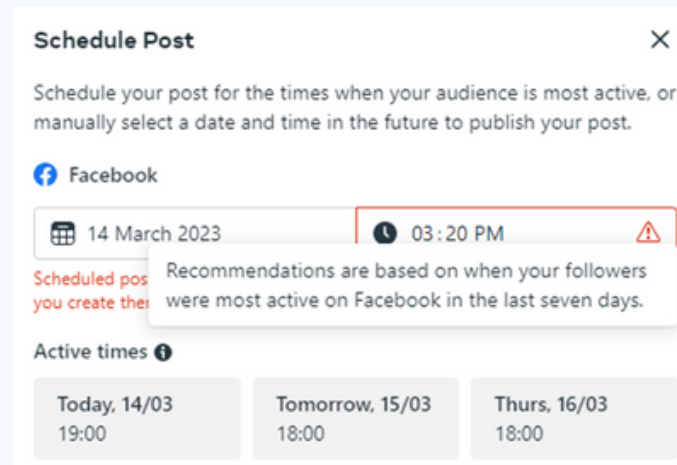 Schedule Post
Schedule your post for the times when your audience is most active, or
manually select a date and time in the future to publish your post.
Facebook
14 March 2023 03:20 PM
Scheduled pos
Recommendations are based on when your followers
you create the
were most active on Facebook in the last seven days.
Active times
Today, 14/03 Tomorrow, 15/03 Thurs, 16/03
19:00 18:00 18:00